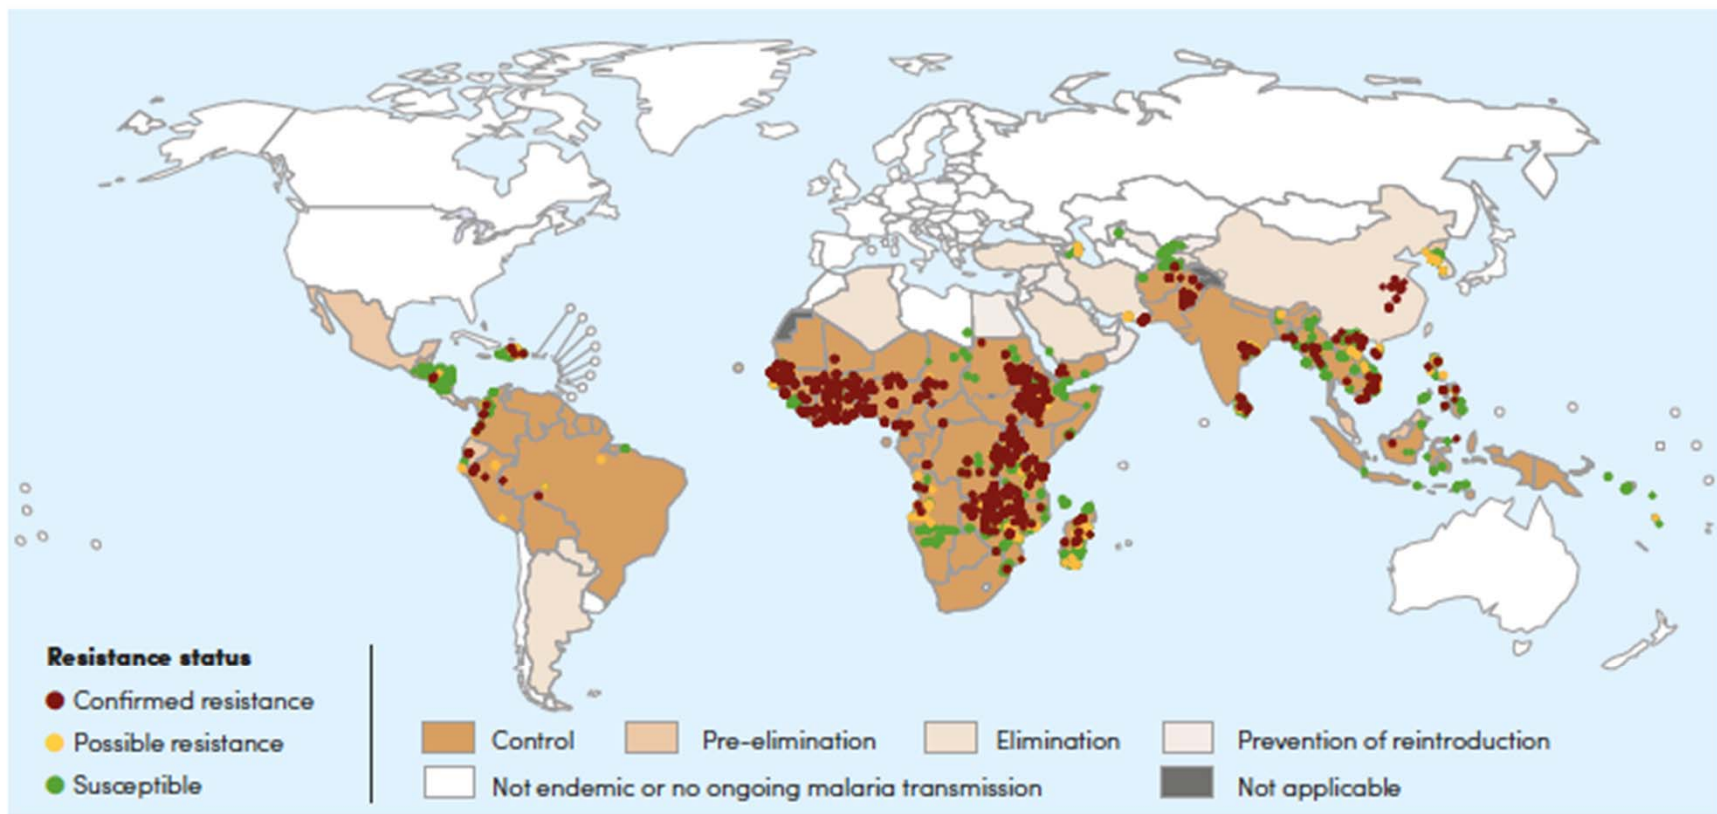 Resistance status
Confirmed resistance
Possible resistance
Susceptible
Control
Pre-elimination
Elimination
Prevention of reintroduction
Not endemic or no ongoing malaria transmission
Not applicable